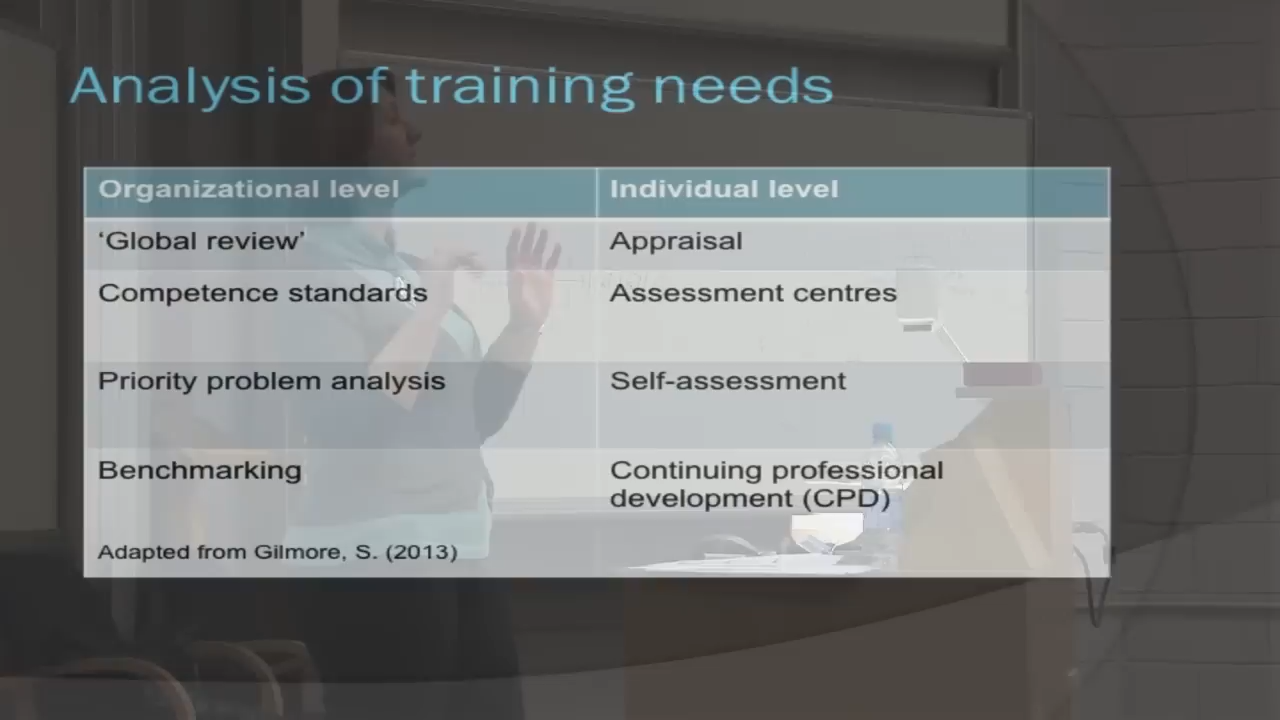 Analysis of training needs
Organizational level
Individual level
‘Global review’
Appraisal
Competence standards
Assessment centres
Priority problem analysis
Self-assessment
Benchmarking
Continuing professional
development (CPD)
Adapted from Gilmore, S. (2013)